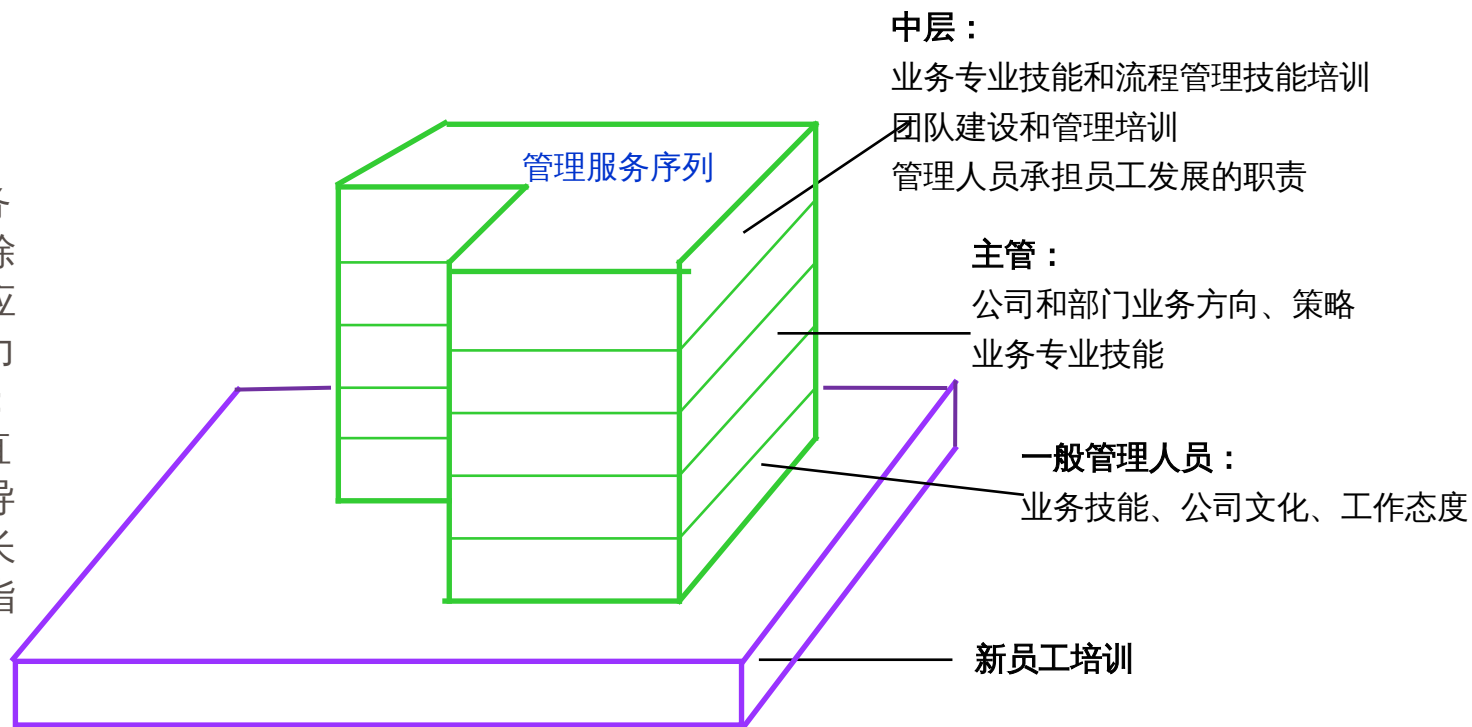 中层：
业务专业技能和流程管理技能培训
团队建设和管理培训
管理人员承担员工发展的职责
管理服务序列
主管：
公司和部门业务方向、策略
业务专业技能
一般管理人员：
业务技能、公司文化、工作态度
新员工培训